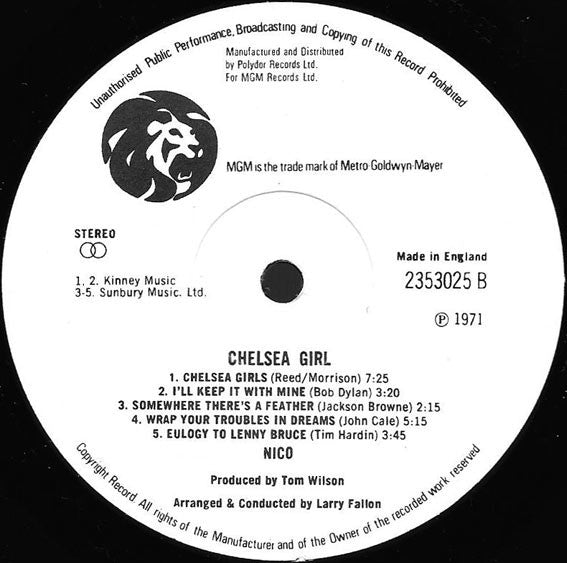 Unauthorised Public Performance, Broadcasting and Copying of this Record Prohibited
Manufactured and Distributed
by Polydor Records Ltd.
For MGM Records Ltd.
MGM is the trade mark of Metro-Goldwyn-Mayer
STEREO
1, 2. Kinney Music
3-5. Sunbury Music. Ltd.
Made in England
2353025 B
Ⓟ 1971
CHELSEA GIRL
1. CHELSEA GIRLS (Reed/Morrison) 7:25
2. I'LL KEEP IT WITH MINE (Bob Dylan) 3:20
3. SOMEWHERE THERE'S A FEATHER (Jackson Browne) 2:15
4. WRAP YOUR TROUBLES IN DREAMS (John Cale) 5:15
5. EULOGY TO LENNY BRUCE (Tim Hardin) 3:45
NICO
Produced by Tom Wilson
Arranged & Conducted by Larry Fallon
Copyright Record All rights of the Manufacturer and of the Owner of the recorded work reserved